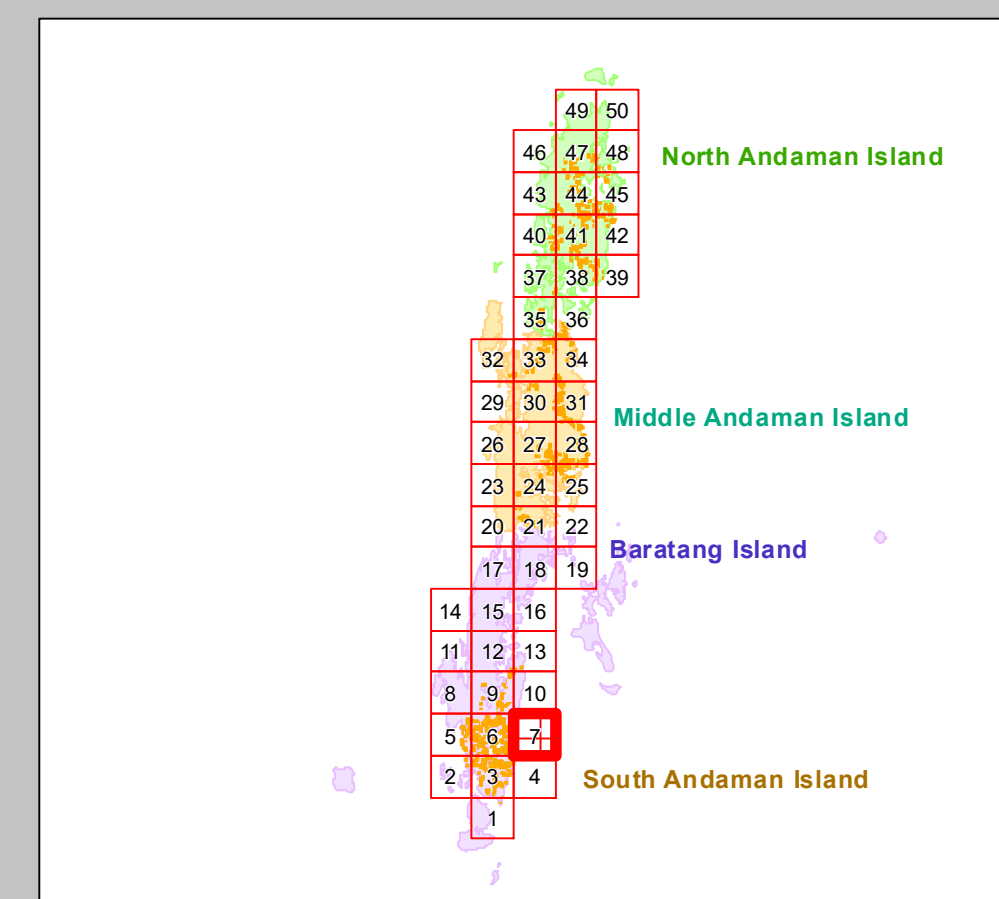 49 50
46 47 48
North Andaman Island
43 44 45
40 41 42
37 38 39
35 36
32 33 34
29 30 31
Middle Andaman Island
26 27 28
23 24 25
20 21 22
Baratang Island
17 18 19
14 15 16
11 12 13
8 9 10
5 6 7
2 3 4
South Andaman Island
1